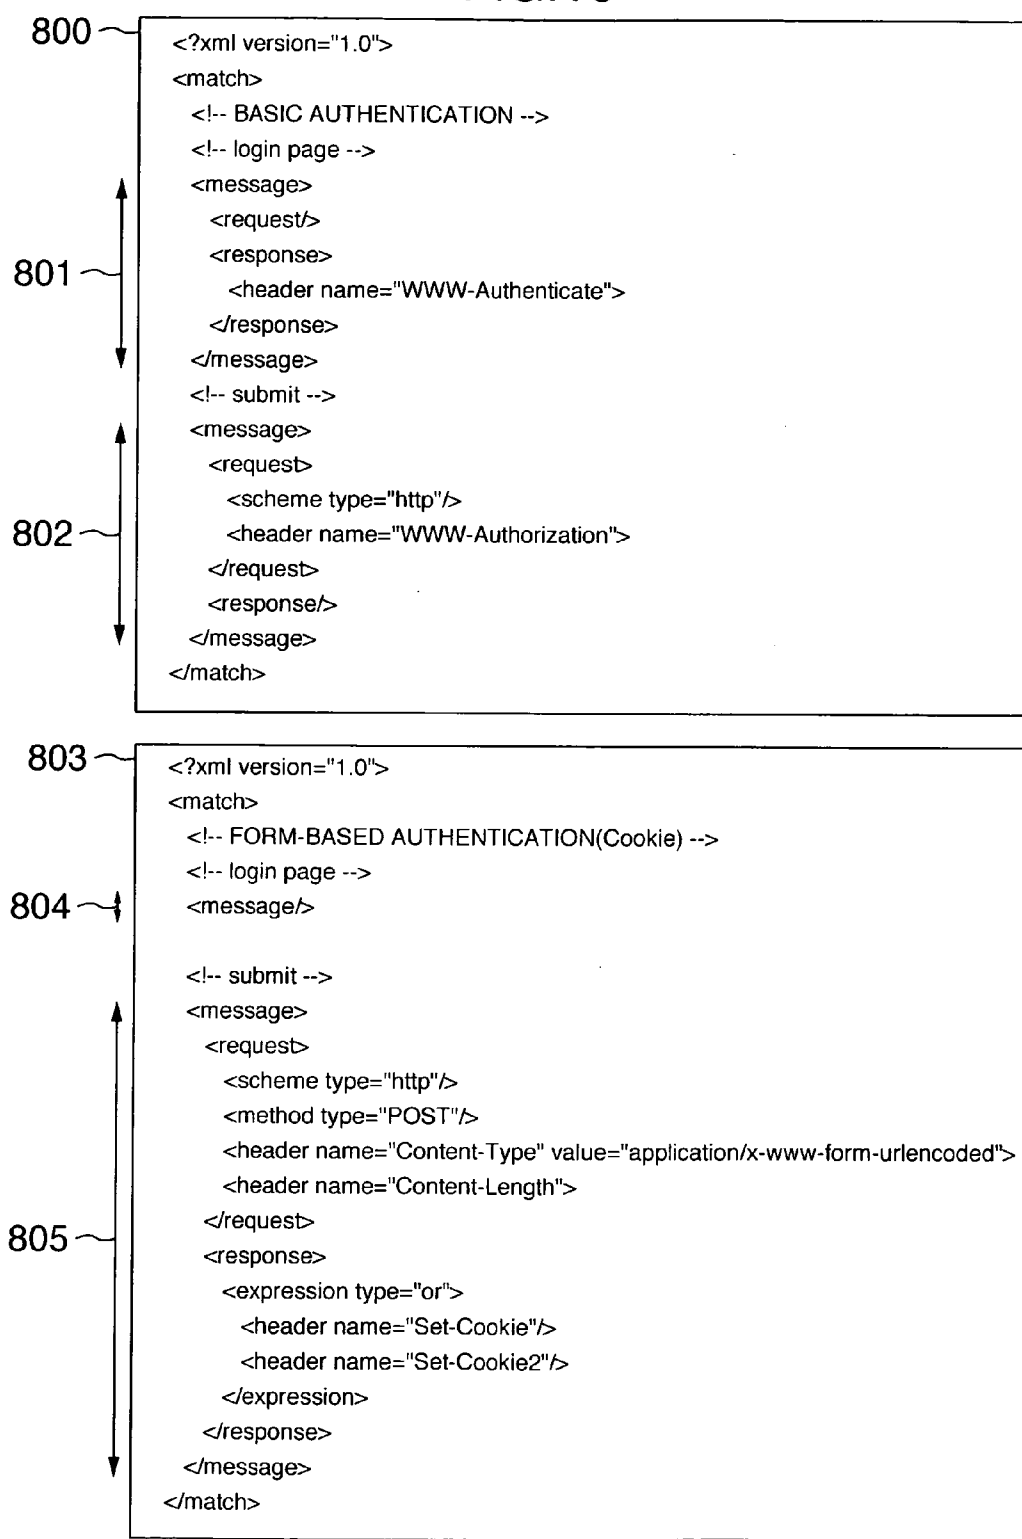 800
<?xml version="1.0">
<match>
<!-- BASIC AUTHENTICATION -->
<!-- login page -->
<message>
<request/>
<response>
801
<header name="WWW-Authenticate">
</response>
</message>
<!-- submit -->
<message>
<request>
<scheme type="http"/>
802
<header name="WWW-Authorization">
</request>
<response/>
</message>
</match>
803
<?xml version="1.0">
<match>
<!-- FORM-BASED AUTHENTICATION(Cookie) -->
<!-- login page -->
804
<message/>
<!-- submit -->
<message>
<request>
<scheme type="http"/>
<method type="POST"/>
<header name="Content-Type" value="application/x-www-form-urlencoded">
<header name="Content-Length">
</request>
805
<response>
<expression type="or">
<header name="Set-Cookie"/>
<header name="Set-Cookie2"/>
</expression>
</response>
</message>
</match>